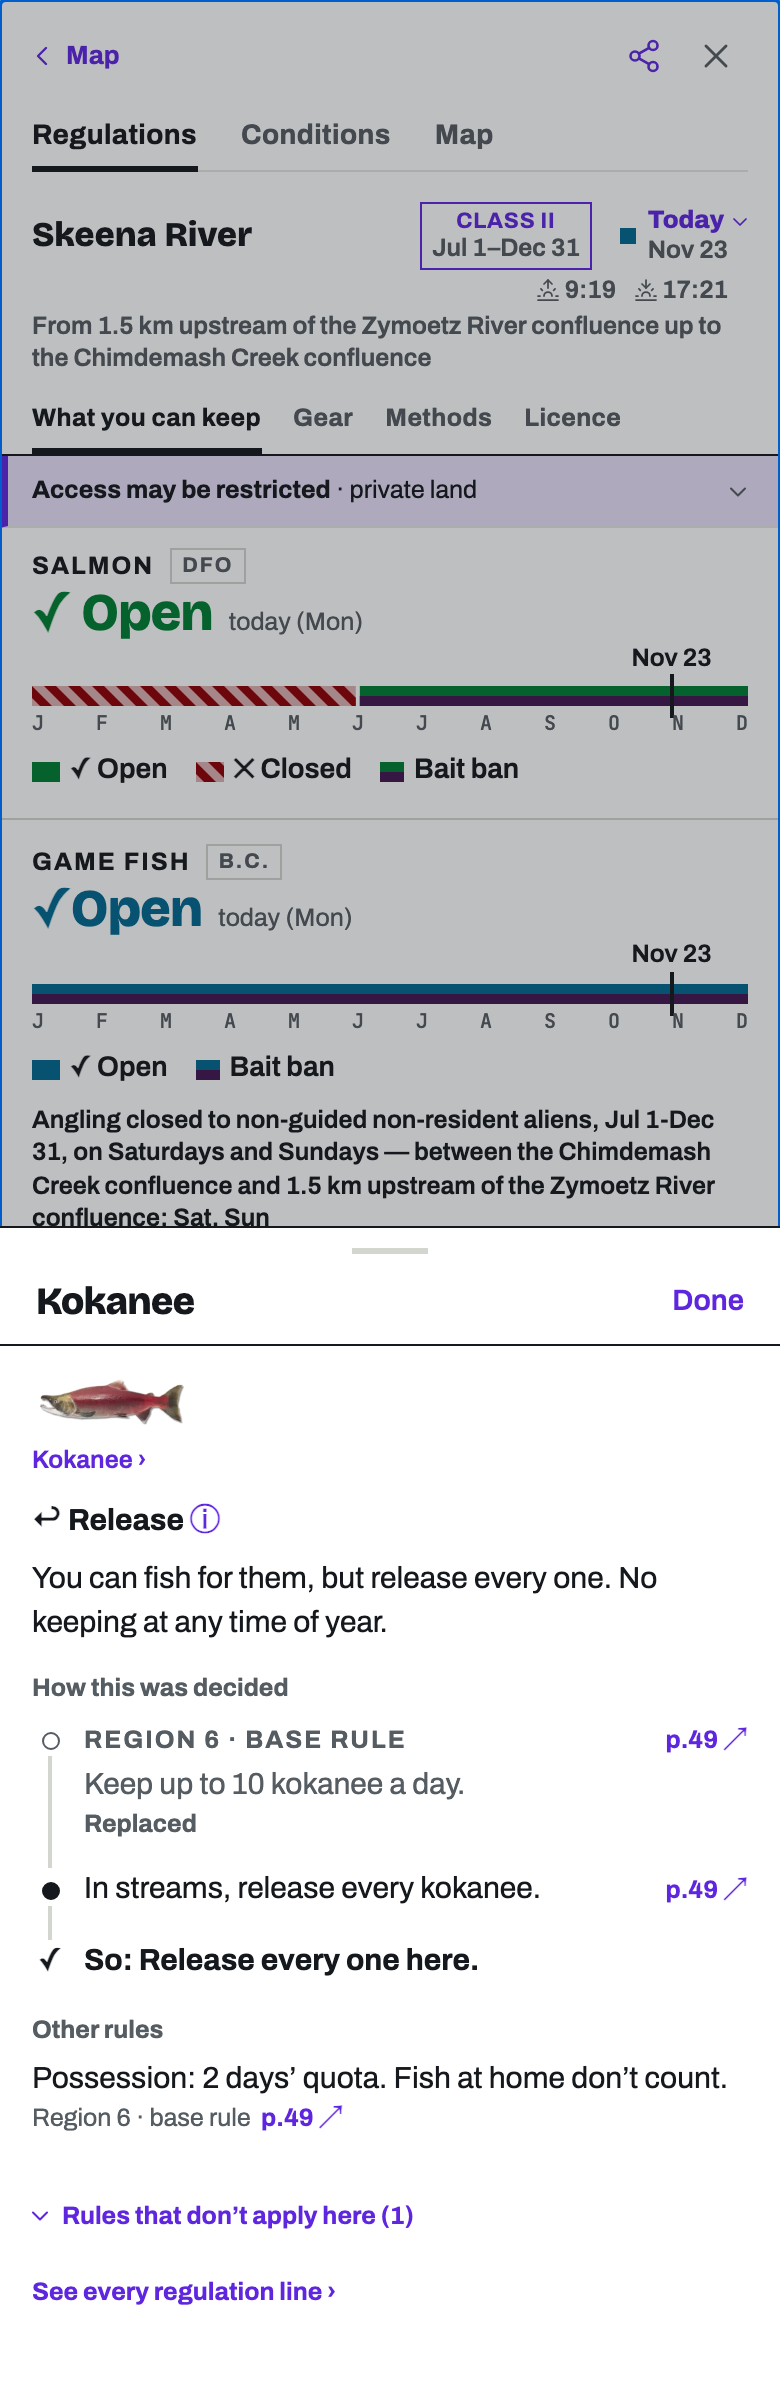 Map
Regulations Conditions Map
Skeena River
CLASS II
Jul 1–Dec 31
Today
Nov 23
9:19 17:21
From 1.5 km upstream of the Zymoetz River confluence up to
the Chimdemash Creek confluence
What you can keep Gear Methods Licence
Access may be restricted · private land
SALMON DFO
✓ Open today (Mon)
Nov 23
J F M A M J J A S O N D
✓ Open ✕ Closed Bait ban
GAME FISH B.C.
✓Open today (Mon)
Nov 23
J F M A M J J A S O N D
✓ Open Bait ban
Angling closed to non-guided non-resident aliens, Jul 1-Dec
31, on Saturdays and Sundays — between the Chimdemash
Creek confluence and 1.5 km upstream of the Zymoetz River
confluence: Sat, Sun
Kokanee Done
Kokanee ›
↩ Release ⓘ
You can fish for them, but release every one. No
keeping at any time of year.
How this was decided
REGION 6 · BASE RULE p.49 ↗
Keep up to 10 kokanee a day.
Replaced
In streams, release every kokanee. p.49 ↗
✓ So: Release every one here.
Other rules
Possession: 2 days’ quota. Fish at home don’t count.
Region 6 · base rule p.49 ↗
Rules that don’t apply here (1)
See every regulation line ›